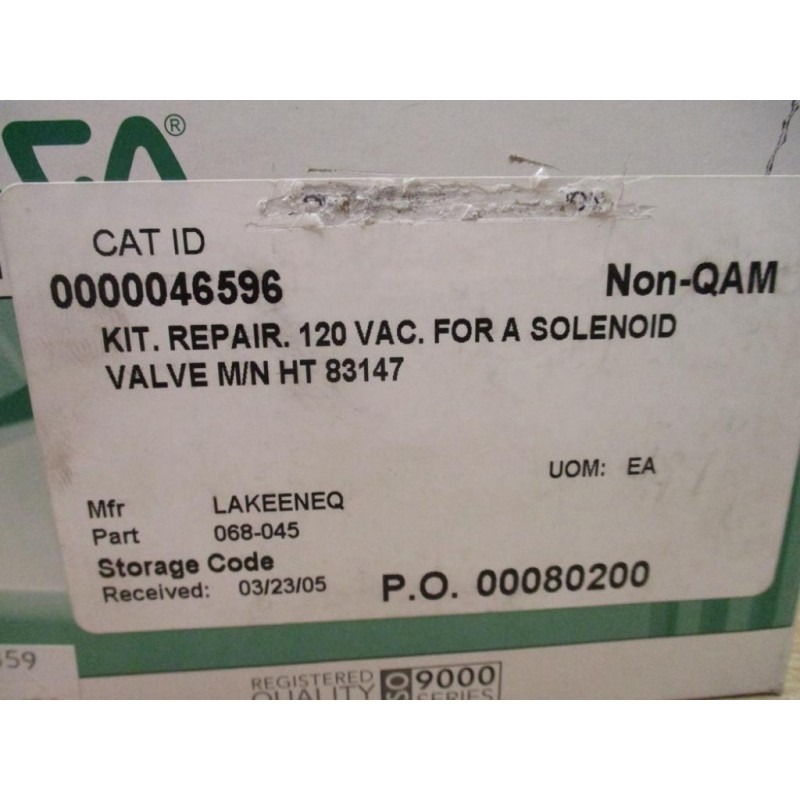 ®
CAT ID
0000046596 Non-QAM
KIT. REPAIR. 120 VAC. FOR A SOLENOID
VALVE M/N HT 83147
UOM: EA
Mfr LAKEENEQ
Part 068-045
Storage Code
Received: 03/23/05 P.O. 00080200
59
REGISTERED 9000
QUALITY SERIES